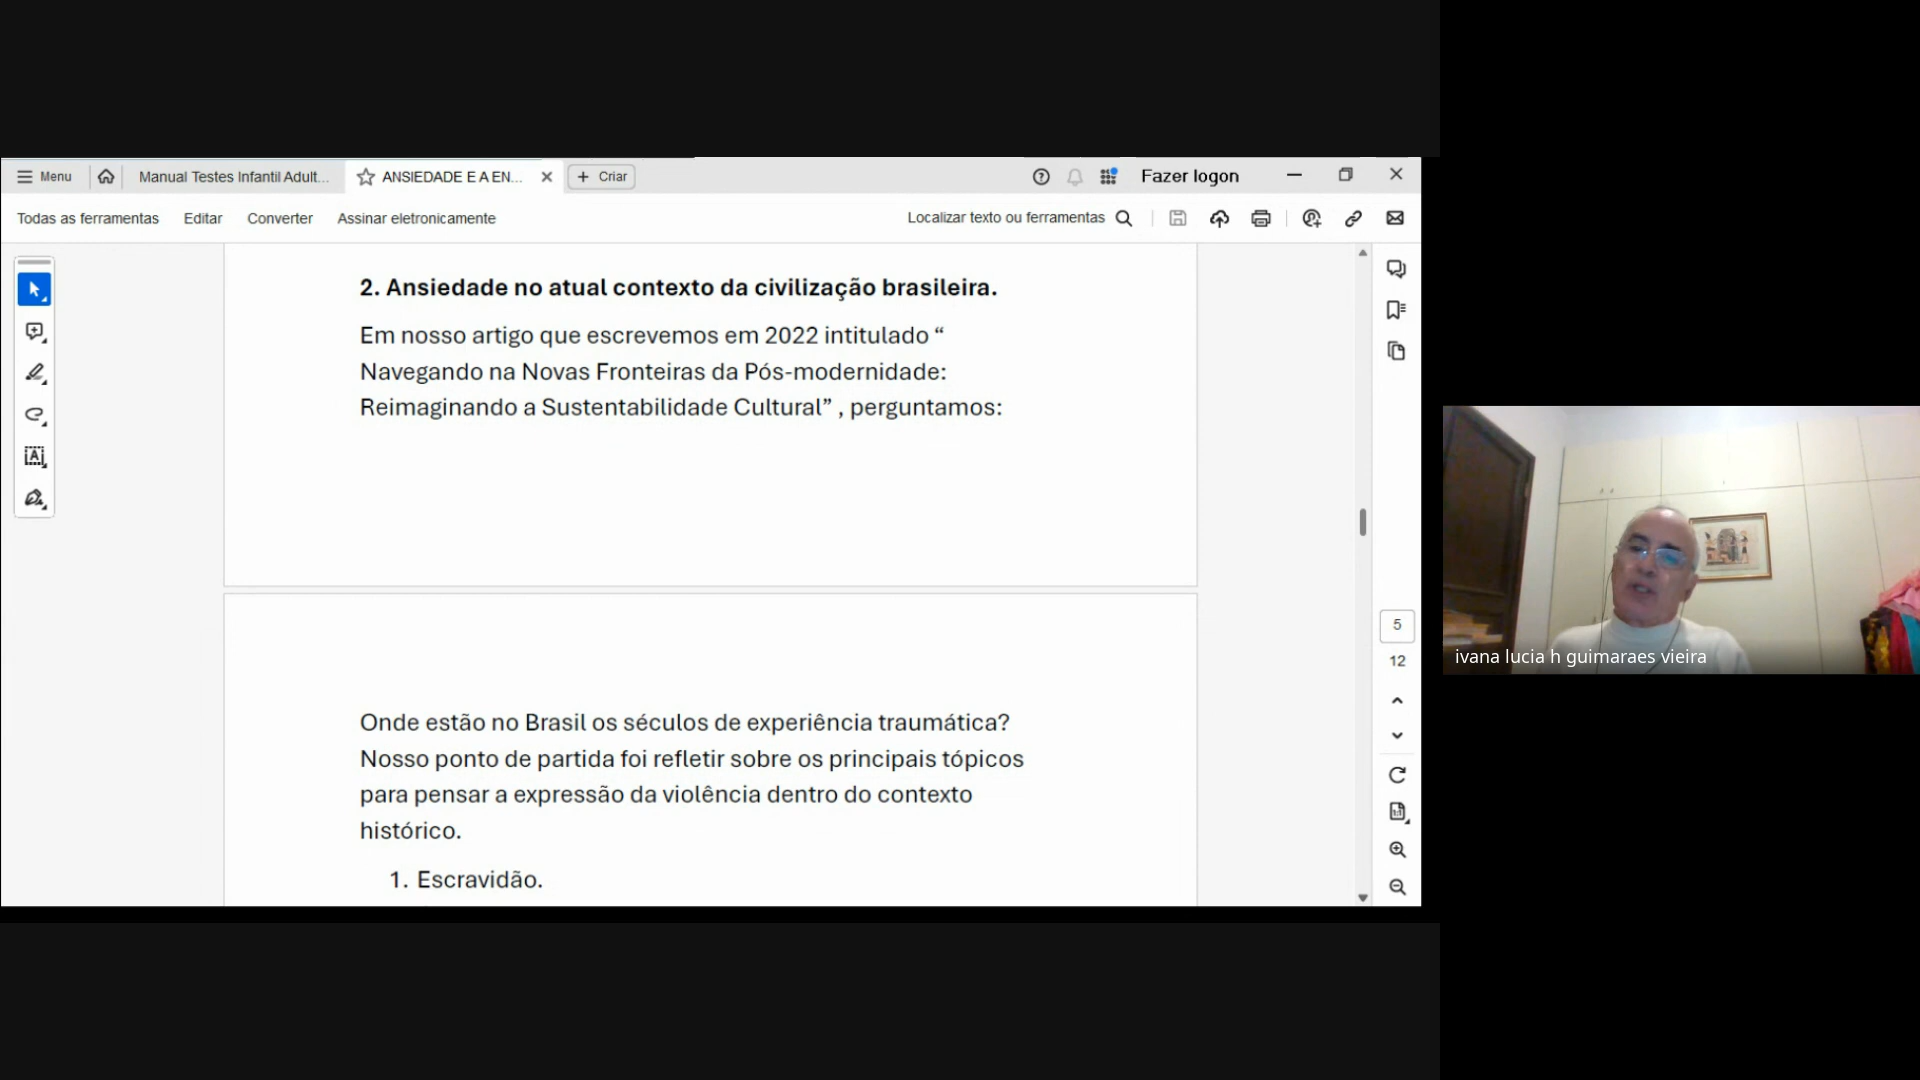 Menu
Manual Testes Infantil Adult...
ANSIEDADE E A EN...
Criar
Fazer logon
Todas as ferramentas
Editar
Converter
Assinar eletronicamente
Localizar texto ou ferramentas
2. Ansiedade no atual contexto da civilização brasileira.
Em nosso artigo que escrevemos em 2022 intitulado “
Navegando na Novas Fronteiras da Pós-modernidade:
Reimaginando a Sustentabilidade Cultural” , perguntamos:
5
12
ivana lucia h guimaraes vieira
Onde estão no Brasil os séculos de experiência traumática?
Nosso ponto de partida foi refletir sobre os principais tópicos
para pensar a expressão da violência dentro do contexto
histórico.
1. Escravidão.